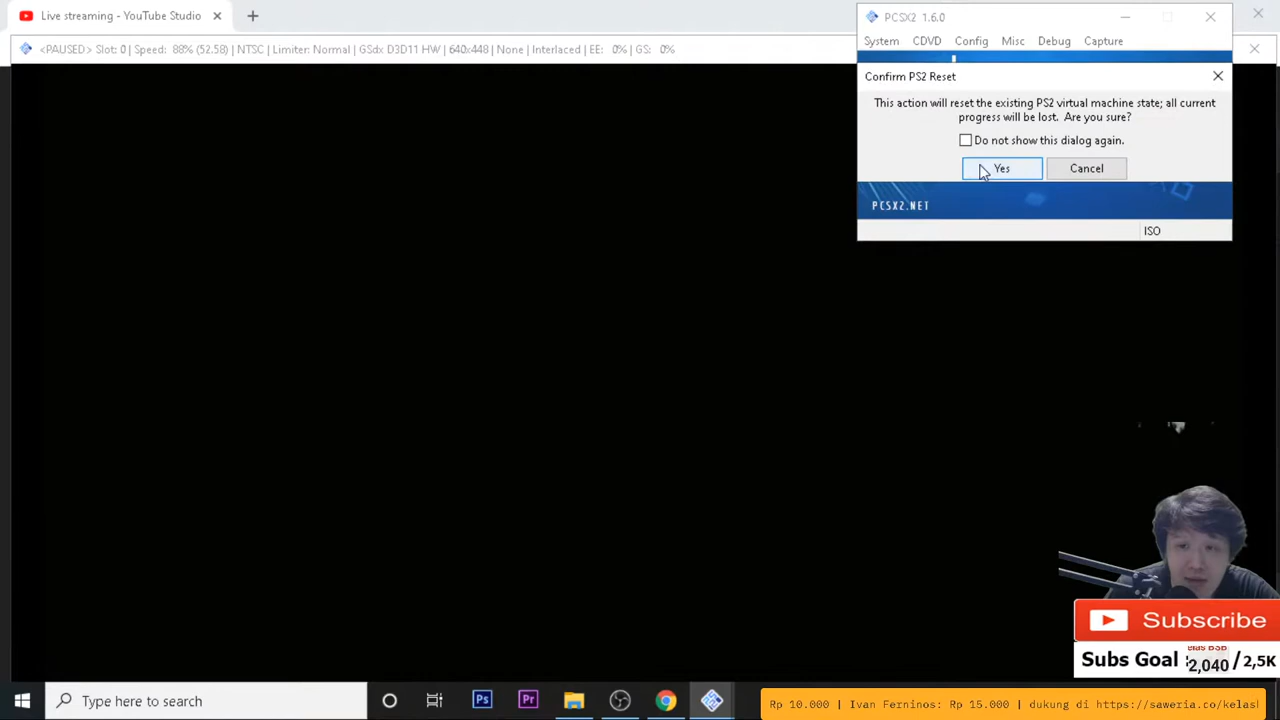 Live streaming - YouTube Studio
PCSX2 1.6.0
<PAUSED> Slot: 0 | Speed: 88% (52.58) | NTSC | Limiter: Normal | GSdx D3D11 HW | 640x448 | None | Interlaced | EE: 0% | GS: 0%
System CDVD Config Misc Debug Capture
Confirm PS2 Reset
This action will reset the existing PS2 virtual machine state; all current
progress will be lost. Are you sure?
Do not show this dialog again.
Yes Cancel
PCSX2.NET
ISO
Subscribe
Subs Goal : 2,040 / 2,5K
Type here to search
Ps Pr
Rp 10.000 | Ivan Ferninos: Rp 15.000 | dukung di https://saweria.co/kelas